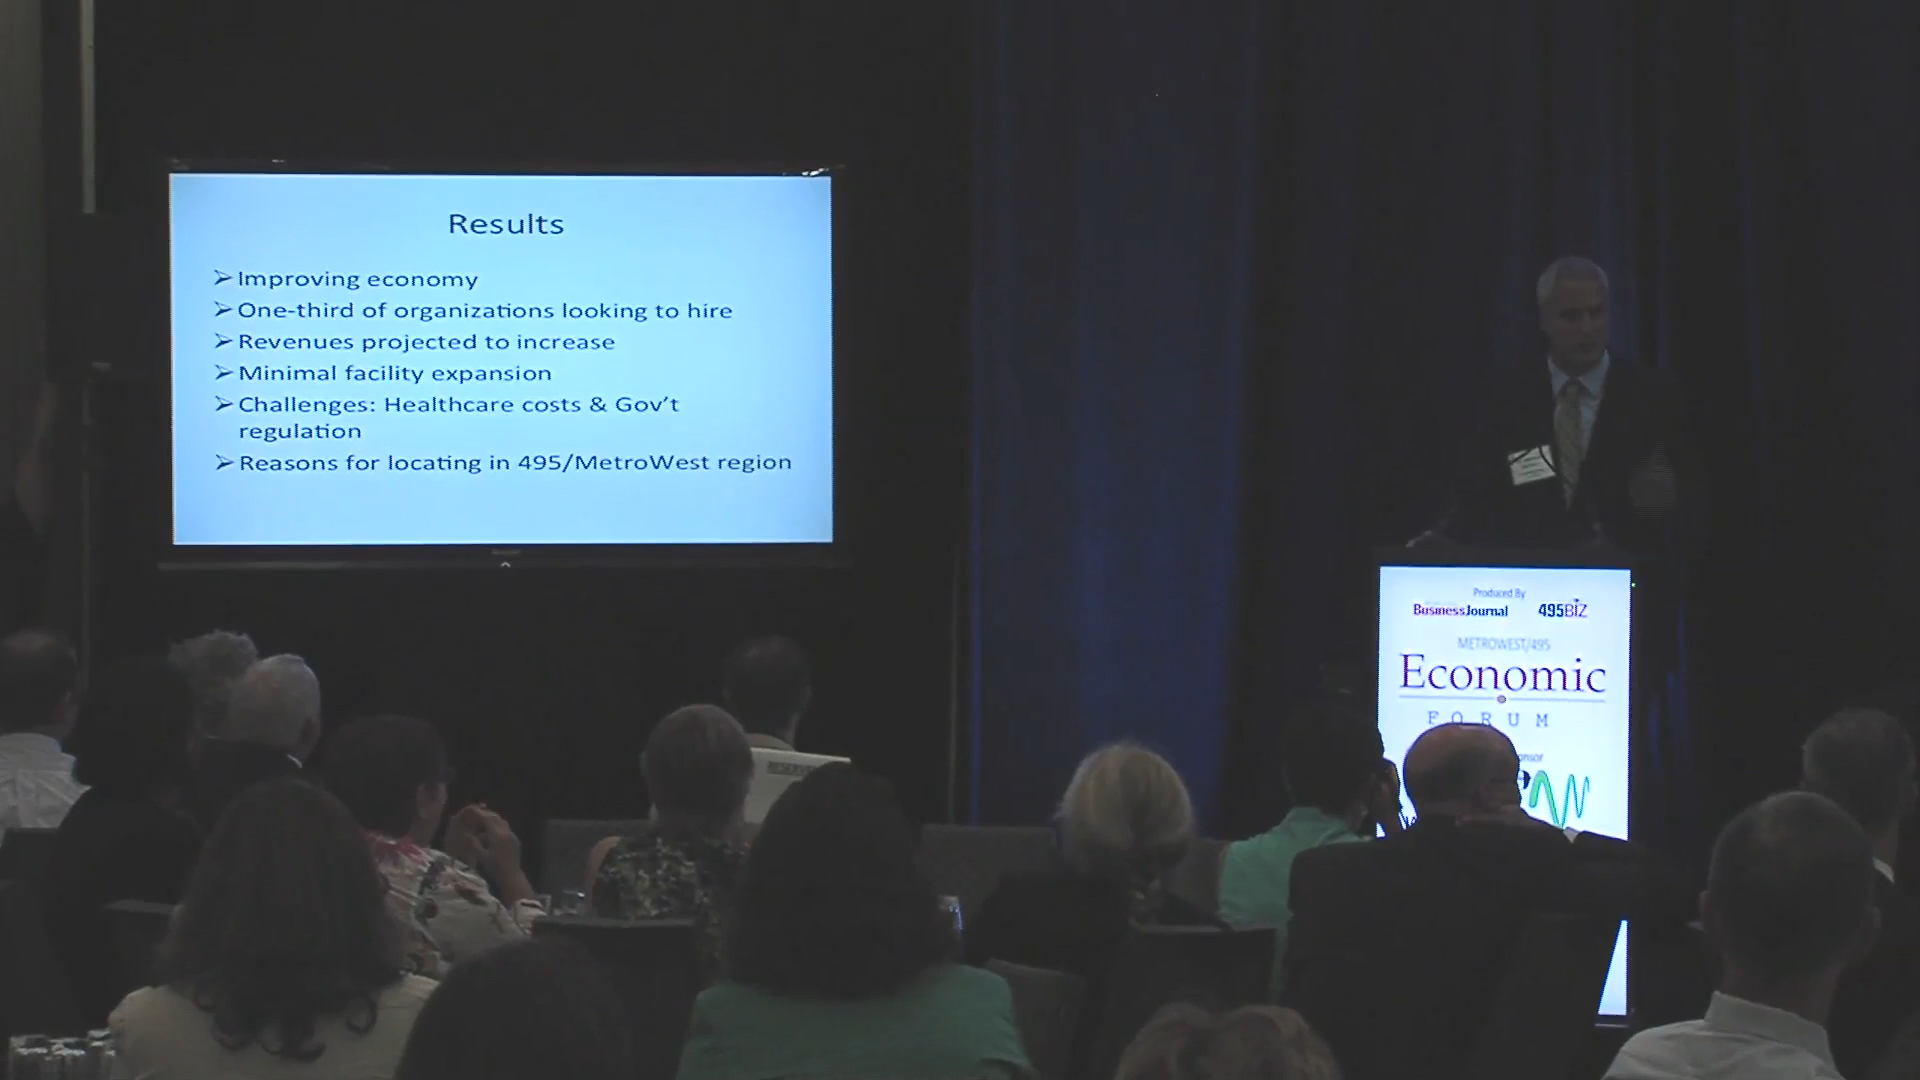 Results
➢Improving economy
➢One-third of organizations looking to hire
➢Revenues projected to increase
➢Minimal facility expansion
➢Challenges: Healthcare costs & Gov't
regulation
➢Reasons for locating in 495/MetroWest region
Produced By
BusinessJournal 495BIZ
METROWEST/495
Economic
FORUM